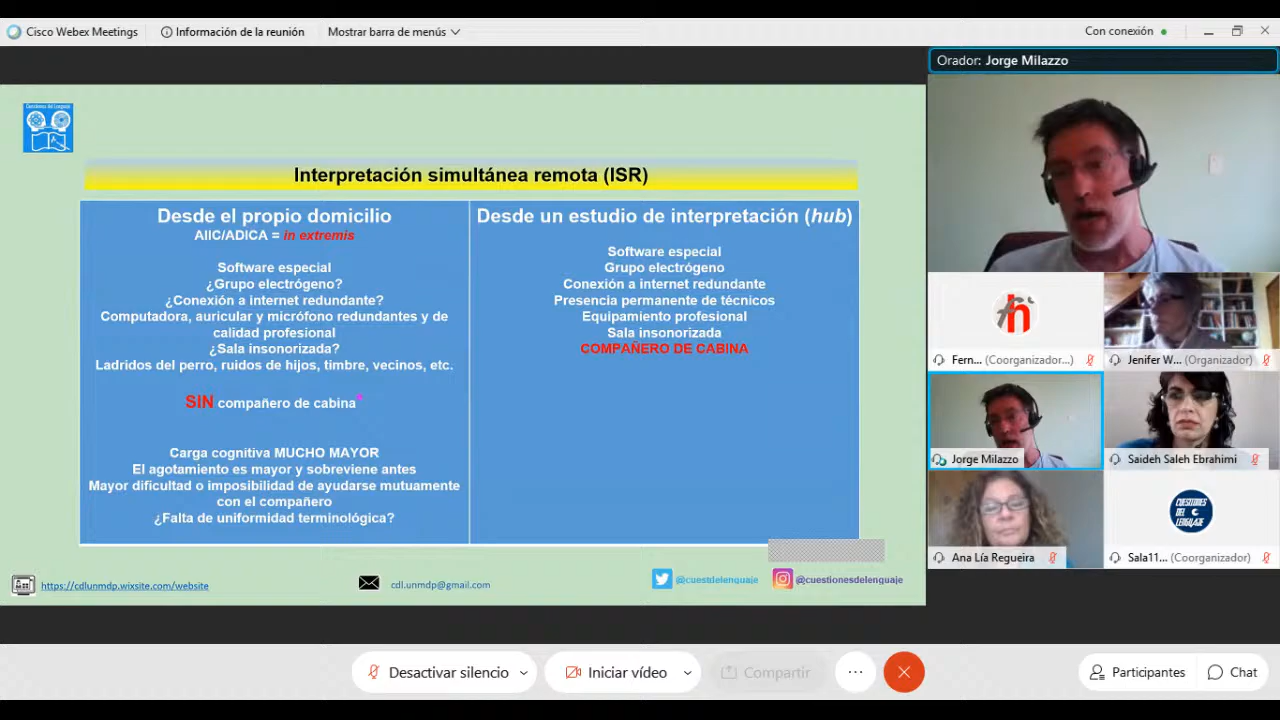 Cisco Webex Meetings
Información de la reunión
Mostrar barra de menús
Con conexión
Orador: Jorge Milazzo
Cuestiones del Lenguaje
Interpretación simultánea remota (ISR)
Desde el propio domicilio
AIIC/ADICA = in extremis
Software especial
¿Grupo electrógeno?
¿Conexión a internet redundante?
Computadora, auricular y micrófono redundantes y de
calidad profesional
¿Sala insonorizada?
Ladridos del perro, ruidos de hijos, timbre, vecinos, etc.
SIN compañero de cabina
Carga cognitiva MUCHO MAYOR
El agotamiento es mayor y sobreviene antes
Mayor dificultad o imposibilidad de ayudarse mutuamente
con el compañero
¿Falta de uniformidad terminológica?
Desde un estudio de interpretación (hub)
Software especial
Grupo electrógeno
Conexión a internet redundante
Presencia permanente de técnicos
Equipamiento profesional
Sala insonorizada
COMPAÑERO DE CABINA
https://cdlunmdp.wixsite.com/website
cdl.unmdp@gmail.com
@cuestdelenguaje
@cuestionesdelenguaje
Fern... (Coorganizador...)
Jenifer W... (Organizador)
Jorge Milazzo
Saideh Saleh Ebrahimi
Ana Lía Regueira
CUESTIONES
DEL
LENGUAJE
Sala11... (Coorganizador)
Desactivar silencio
Iniciar vídeo
Compartir
Participantes
Chat